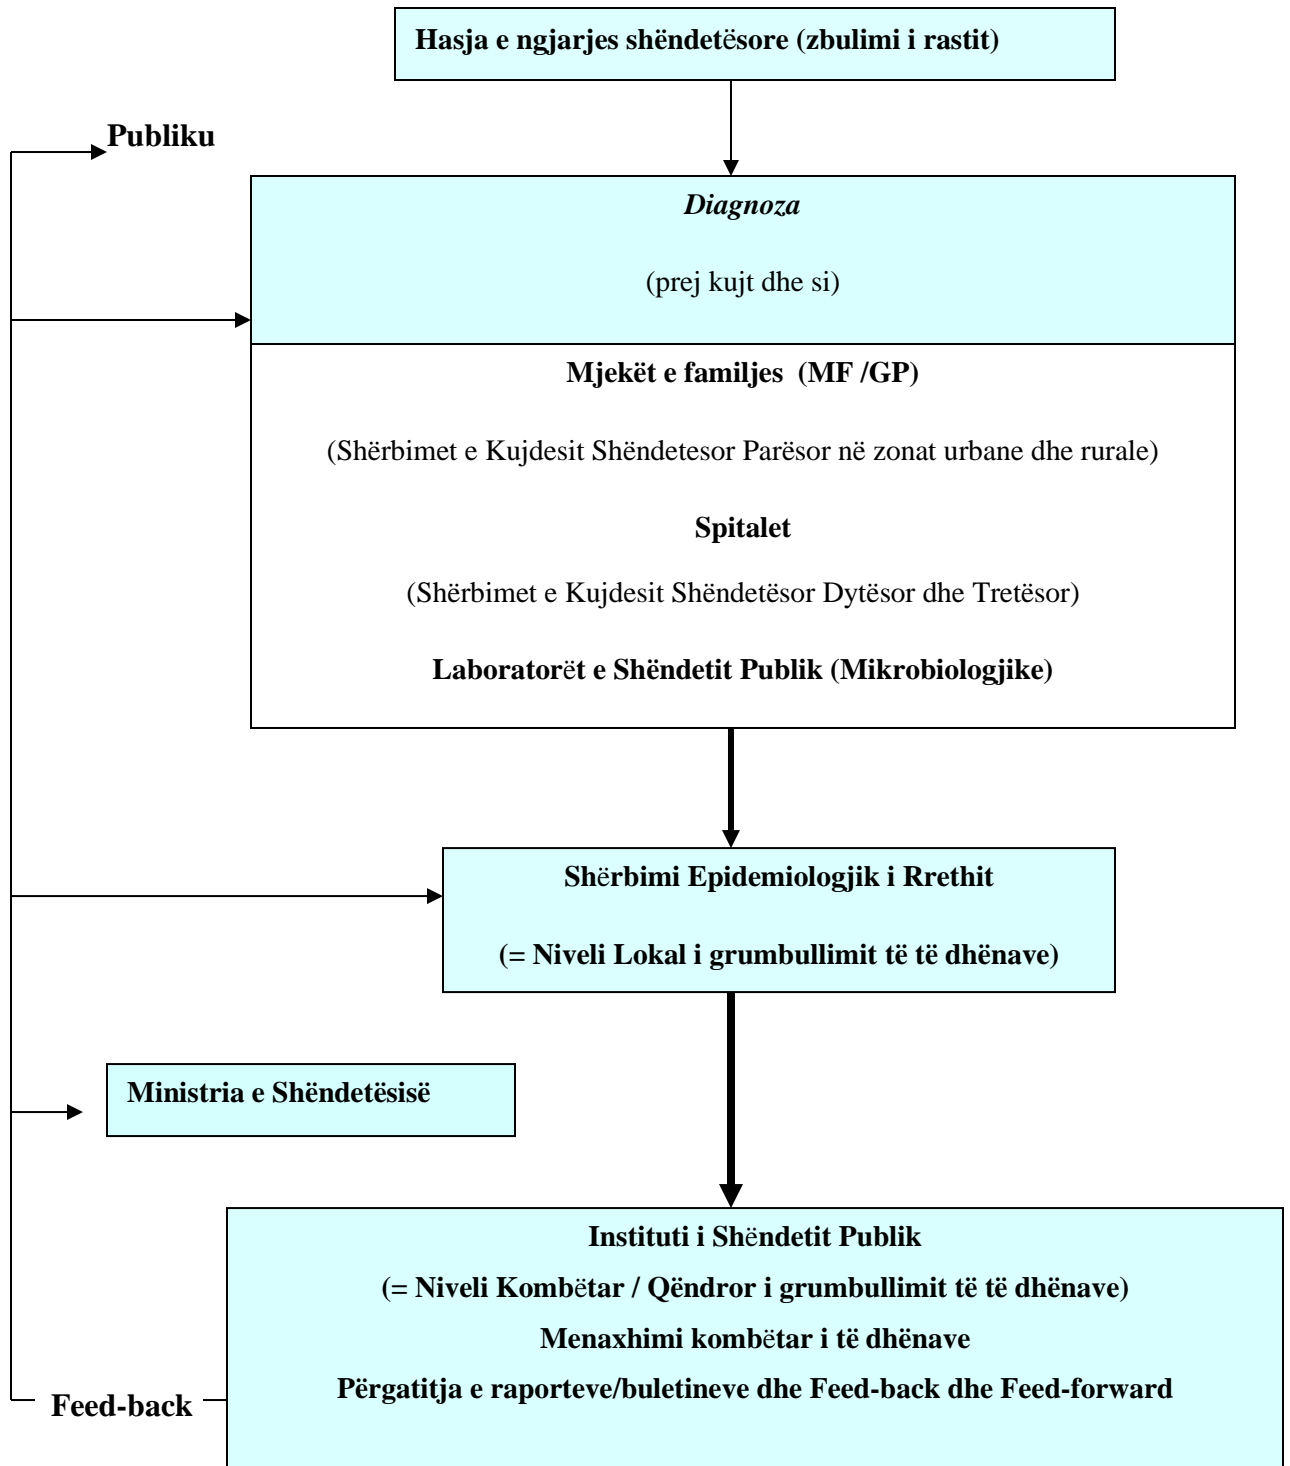 Hasja e ngjarjes shëndetësore (zbulimi i rastit)
Publiku
Diagnoza
(prej kujt dhe si)
Mjekët e familjes (MF /GP)
(Shërbimet e Kujdesit Shëndetesor Parësor në zonat urbane dhe rurale)
Spitalet
(Shërbimet e Kujdesit Shëndetësor Dytësor dhe Tretësor)
Laboratorët e Shëndetit Publik (Mikrobiologjike)
Shërbimi Epidemiologjik i Rrethit
(= Niveli Lokal i grumbullimit të të dhënave)
Ministria e Shëndetësisë
Instituti i Shëndetit Publik
(= Niveli Kombëtar / Qëndror i grumbullimit të të dhënave)
Menaxhimi kombëtar i të dhënave
Përgatitja e raporteve/buletineve dhe Feed-back dhe Feed-forward
Feed-back